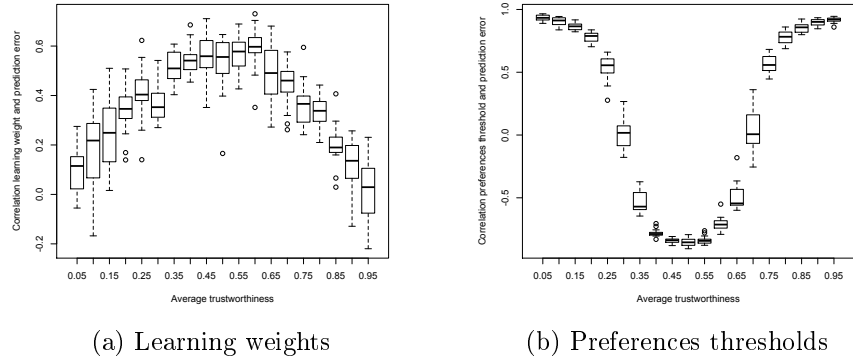 Correlation learning weight and prediction error
0.6
0.4
0.2
0.0
-0.2
0.05 0.15 0.25 0.35 0.45 0.55 0.65 0.75 0.85 0.95
Average trustworthiness
(a) Learning weights
Correlation preferences threshold and prediction error
1.0
0.5
0.0
-0.5
0.05 0.15 0.25 0.35 0.45 0.55 0.65 0.75 0.85 0.95
Average trustworthiness
(b) Preferences thresholds